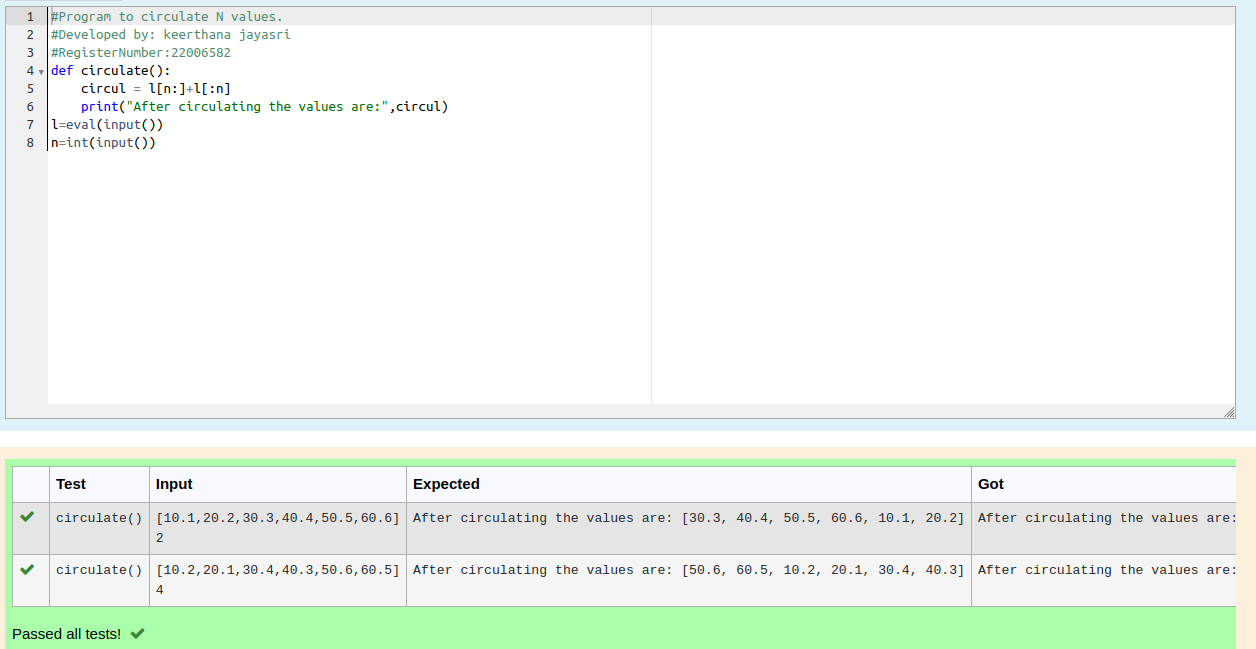 1 #Program to circulate N values.
2 #Developed by: keerthana jayasri
3 #RegisterNumber:22006582
4 def circulate():
5     circul = l[n:]+l[:n]
6     print("After circulating the values are:",circul)
7 l=eval(input())
8 n=int(input())
Test Input Expected Got
circulate() [10.1,20.2,30.3,40.4,50.5,60.6] After circulating the values are: [30.3, 40.4, 50.5, 60.6, 10.1, 20.2] After circulating the values are:
2
circulate() [10.2,20.1,30.4,40.3,50.6,60.5] After circulating the values are: [50.6, 60.5, 10.2, 20.1, 30.4, 40.3] After circulating the values are:
4
Passed all tests!